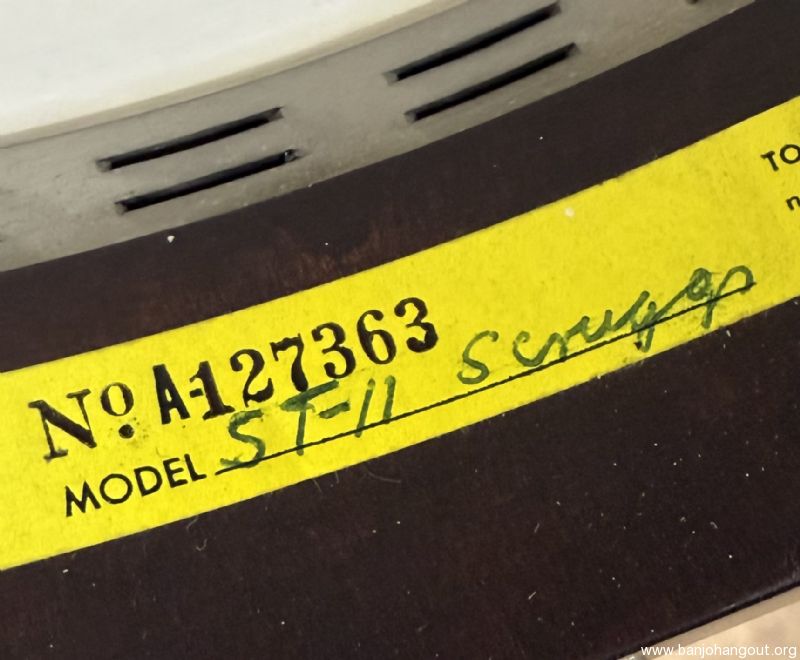 TO
n
Nº A-127363
MODEL ST-11 Scruggs
www.banjohangout.org